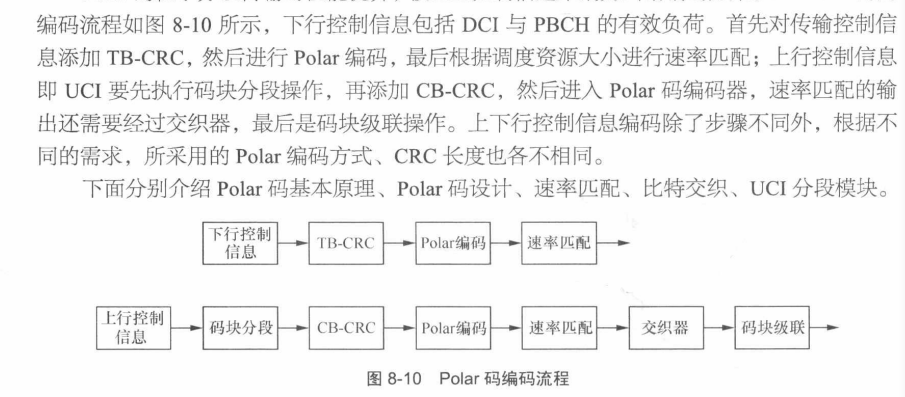 编码流程如图 8-10 所示，下行控制信息包括 DCI 与 PBCH 的有效负荷。首先对传输控制信
息添加 TB-CRC，然后进行 Polar 编码，最后根据调度资源大小进行速率匹配；上行控制信息
即 UCI 要先执行码块分段操作，再添加 CB-CRC，然后进入 Polar 码编码器，速率匹配的输
出还需要经过交织器，最后是码块级联操作。上下行控制信息编码除了步骤不同外，根据不
同的需求，所采用的 Polar 编码方式、CRC 长度也各不相同。
下面分别介绍 Polar 码基本原理、Polar 码设计、速率匹配、比特交织、UCI 分段模块。
下行控制
信息
TB-CRC
Polar编码
速率匹配
上行控制
信息
码块分段
CB-CRC
Polar编码
速率匹配
交织器
码块级联
图 8-10 Polar 码编码流程